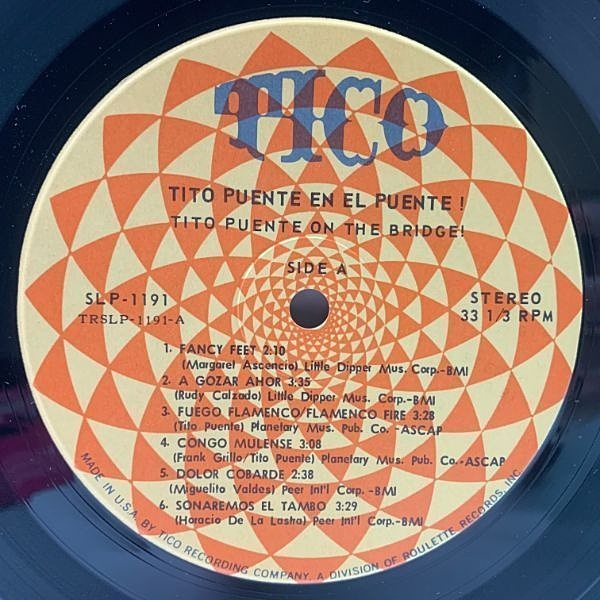 TICO
TITO PUENTE EN EL PUENTE !
TITO PUENTE ON THE BRIDGE!
SIDE A
SLP-1191
TRSLP-1191-A
STEREO
33 1/3 RPM
1. FANCY FEET 2:10
(Margaret Ascencio) Little Dipper Mus. Corp.-BMI
2. A GOZAR AHOR 3:35
(Rudy Calzado) Little Dipper Mus. Corp.-BMI
3. FUEGO FLAMENCO/FLAMENCO FIRE 3:28
(Tito Puente) Planetary Mus. Pub. Co. -ASCAP
4. CONGO MULENSE 3:08
(Frank Grillo/Tito Puente) Planetary Mus. Pub. Co.-ASCAP
5. DOLOR COBARDE 2:38
(Miguelito Valdes) Peer Int'l Corp. -BMI
6. SONAREMOS EL TAMBO 3:29
(Horacio De La Lastra) Peer Int'l Corp. -BMI
MADE IN U.S.A. BY TICO RECORDING COMPANY, A DIVISION OF ROULETTE RECORDS, INC.